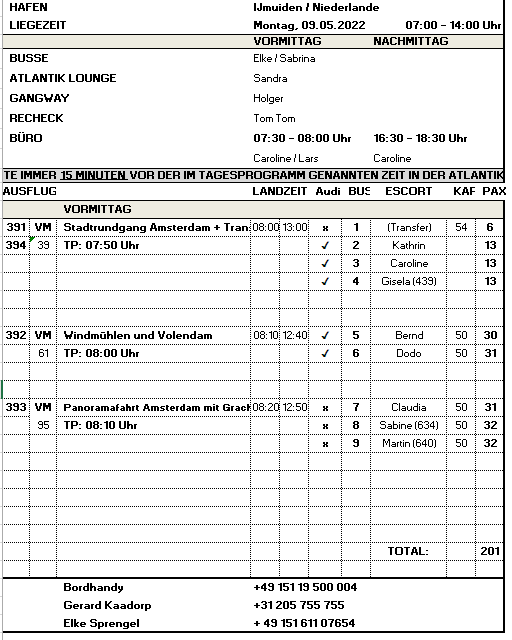 HAFEN IJmuiden / Niederlande
LIEGEZEIT Montag, 09.05.2022 07:00 - 14:00 Uhr
VORMITTAG NACHMITTAG
BUSSE Elke / Sabrina
ATLANTIK LOUNGE Sandra
GANGWAY Holger
RECHECK Tom Tom
BÜRO 07:30 - 08:00 Uhr 16:30 - 18:30 Uhr
Caroline / Lars Caroline
TE IMMER 15 MINUTEN VOR DER IM TAGESPROGRAMM GENANNTEN ZEIT IN DER ATLANTIK
AUSFLUG LANDZEIT Audi BUS ESCORT KAF PAX
VORMITTAG
391 VM Stadtrundgang Amsterdam + Tran 08:00 13:00 x 1 (Transfer) 54 6
394 39 TP: 07:50 Uhr ✓ 2 Kathrin 13
✓ 3 Caroline 13
✓ 4 Gisela (439) 13
392 VM Windmühlen und Volendam 08:10 12:40 ✓ 5 Bernd 50 30
61 TP: 08:00 Uhr ✓ 6 Dodo 50 31
393 VM Panoramafahrt Amsterdam mit Grach 08:20 12:50 x 7 Claudia 50 31
95 TP: 08:10 Uhr x 8 Sabine (634) 50 32
x 9 Martin (640) 50 32
TOTAL: 201
Bordhandy +49 151 19 500 004
Gerard Kaadorp +31 205 755 755
Elke Sprengel + 49 151 611 07654